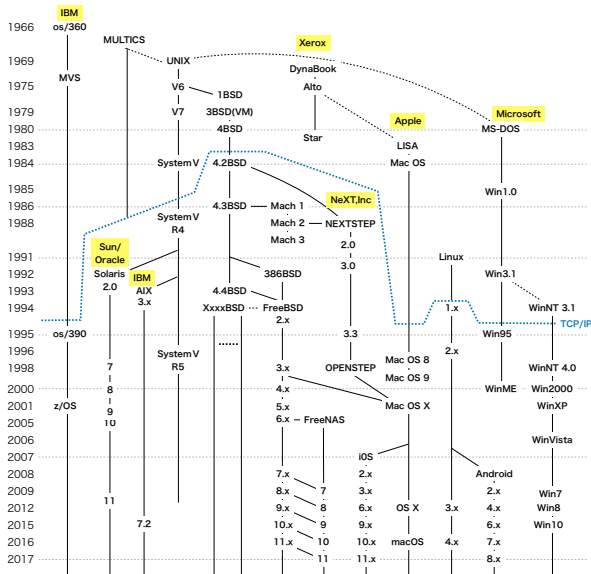 IBM
1966 os/360
MULTICS
Xerox
1969 UNIX
DynaBook
MVS
1975 V6 Alto
1BSD
1979 V7 3BSD(VM)
Apple Microsoft
1980 4BSD MS-DOS
Star
1983 LISA
1984 SystemV 4.2BSD Mac OS
1985 Win1.0
NeXT,Inc
1986 4.3BSD Mach 1
SystemV
1988 R4 Mach 2 NEXTSTEP
Mach 3 2.0
Sun/
Oracle
1991 Linux
3.0
IBM
1992 Solaris 386BSD Win3.1
2.0
1993 AIX 4.4BSD
3.x
1994 XxxxBSD FreeBSD 1.x WinNT 3.1
2.x
TCP/IP
1995 os/390 3.3 Win95
1996 SystemV 2.x
R5
Mac OS 8
1998 7 3.x OPENSTEP WinNT 4.0
Mac OS 9
2000 8 4.x WinME Win2000
2001 z/OS 9 5.x Mac OS X WinXP
2005 10 6.x FreeNAS
2006 WinVista
2007 iOS
2008 7.x 2.x Android
2009 8.x 7 3.x 2.x Win7
11
2012 9.x 8 6.x OS X 3.x 4.x Win8
2015 7.2 10.x 9 9.x 6.x Win10
2016 11.x 10 10.x macOS 4.x 7.x
2017 11 11.x 8.x